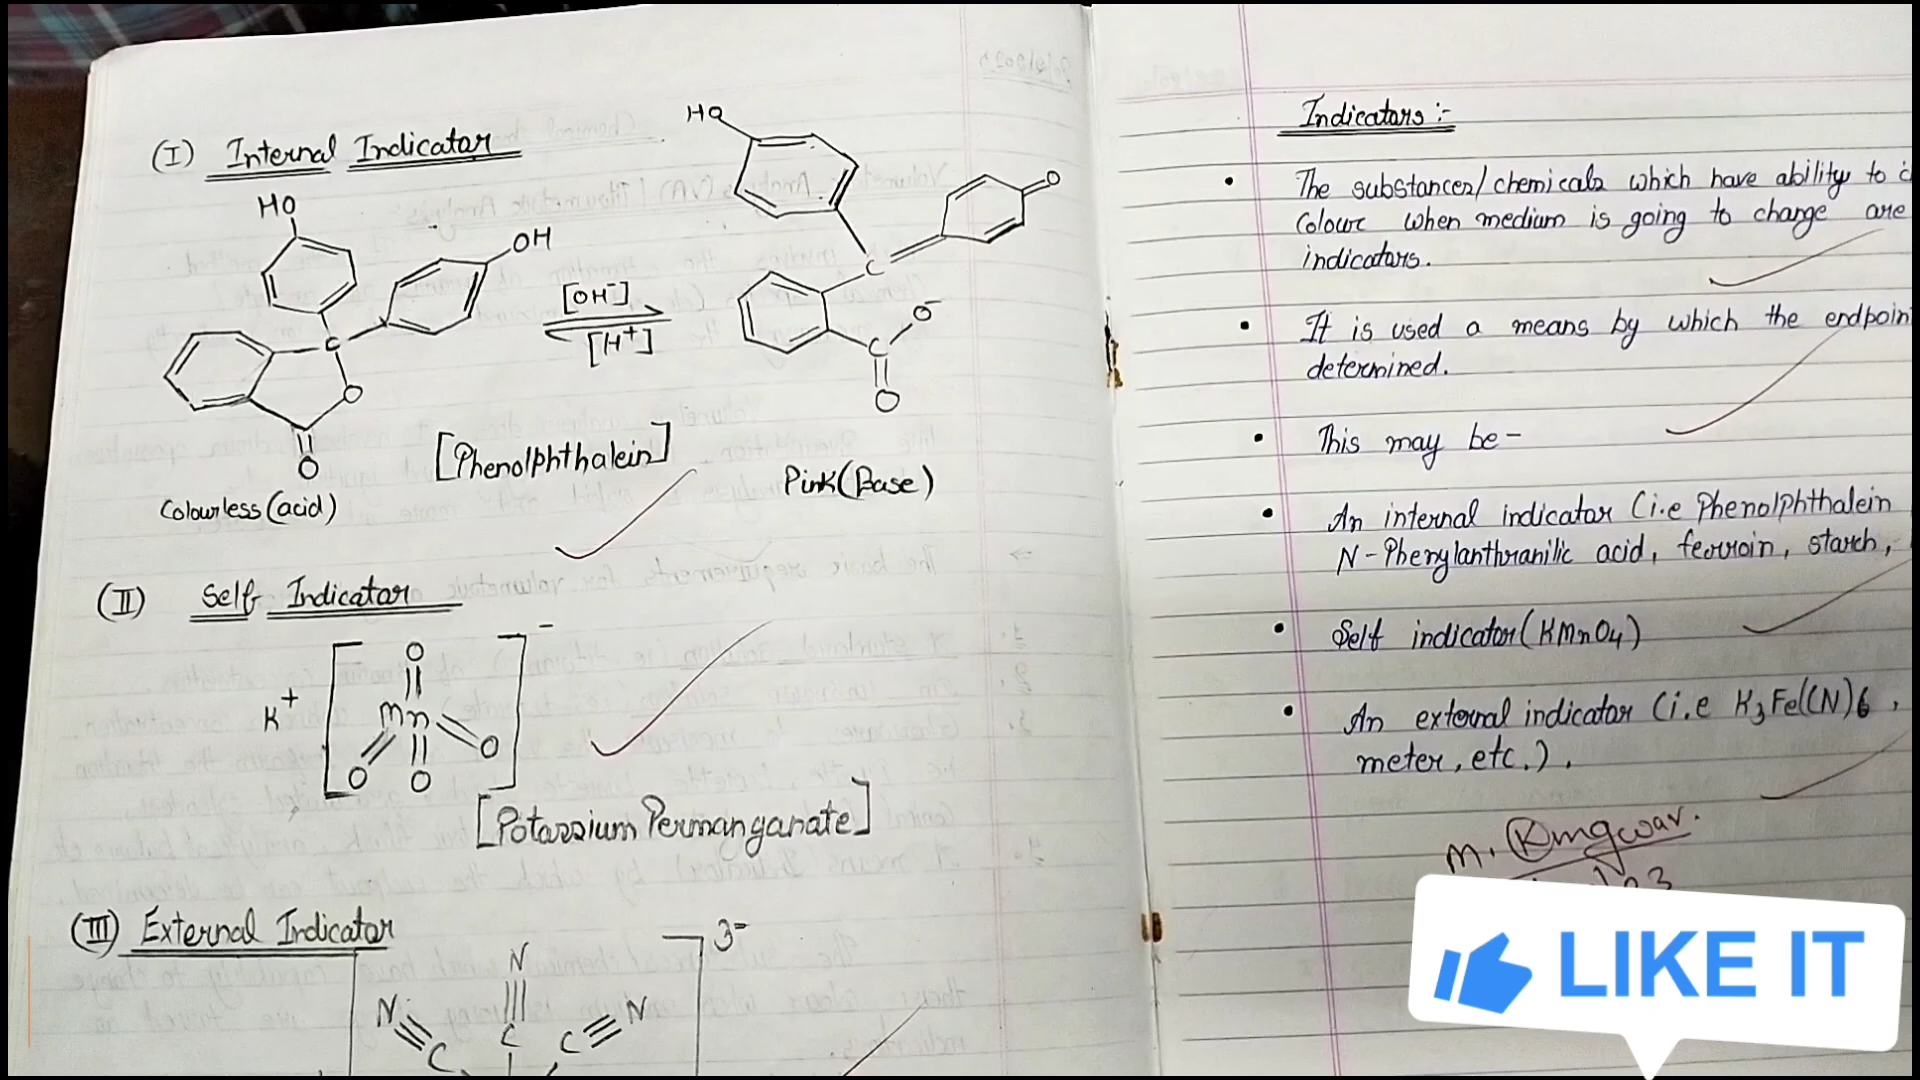 (I) Internal Indicator
HO
OH
C
O
O
Colourless (acid)
[OH⁻]
[H⁺]
[Phenolphthalein]
HO
O
C
O⁻
C
O
Pink (Base)
(II) Self Indicator
K⁺
O
Mn
O
O
O
−
[Potassium Permanganate]
(III) External Indicator
3−
N
N
C
C
C
N
Indicators :-
• The substances/chemicals which have ability to
Colour when medium is going to change are
indicators.
• It is used a means by which the endpoin
determined.
• This may be -
• An internal indicator (i.e Phenolphthalein
N-Phenylanthranilic acid, ferroin, starch,
• Self indicator (KMnO4)
• An external indicator (i.e K3Fe(CN)6,
meter, etc.).
LIKE IT